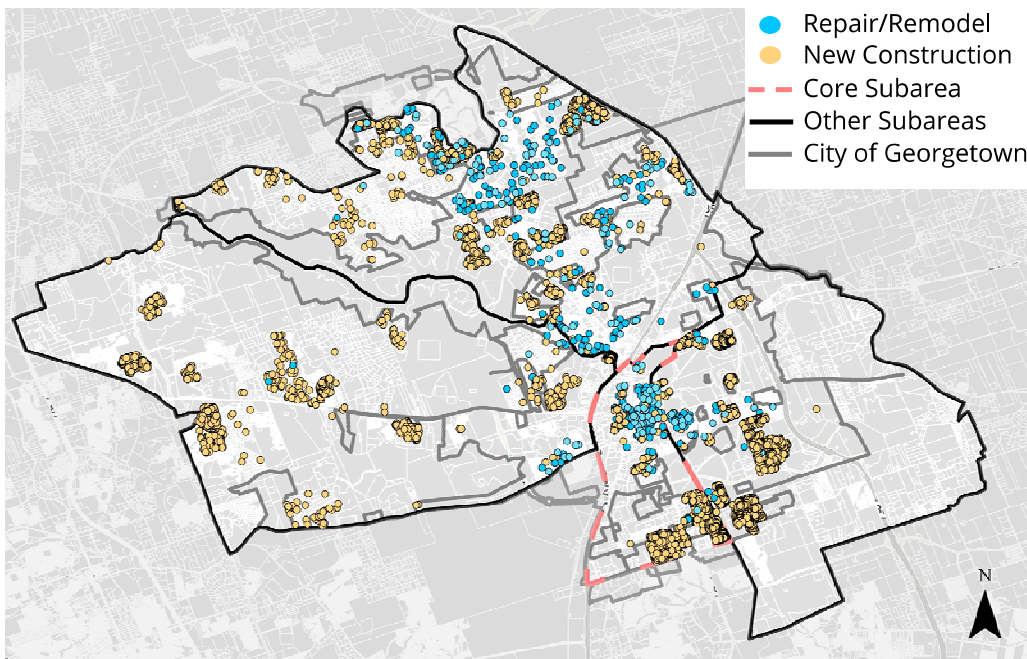 Repair/Remodel
New Construction
Core Subarea
Other Subareas
City of Georgetown
N